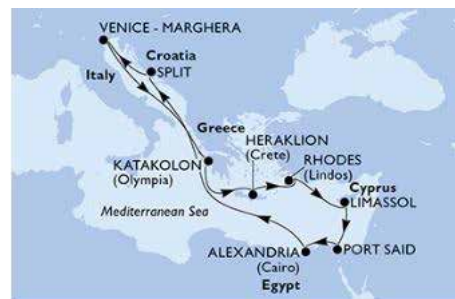 VENICE - MARGHERA
Croatia
SPLIT
Italy
Greece
HERAKLION
(Crete)
KATAKOLON
(Olympia)
RHODES
(Lindos)
Cyprus
LIMASSOL
Mediterranean Sea
ALEXANDRIA
(Cairo)
PORT SAID
Egypt